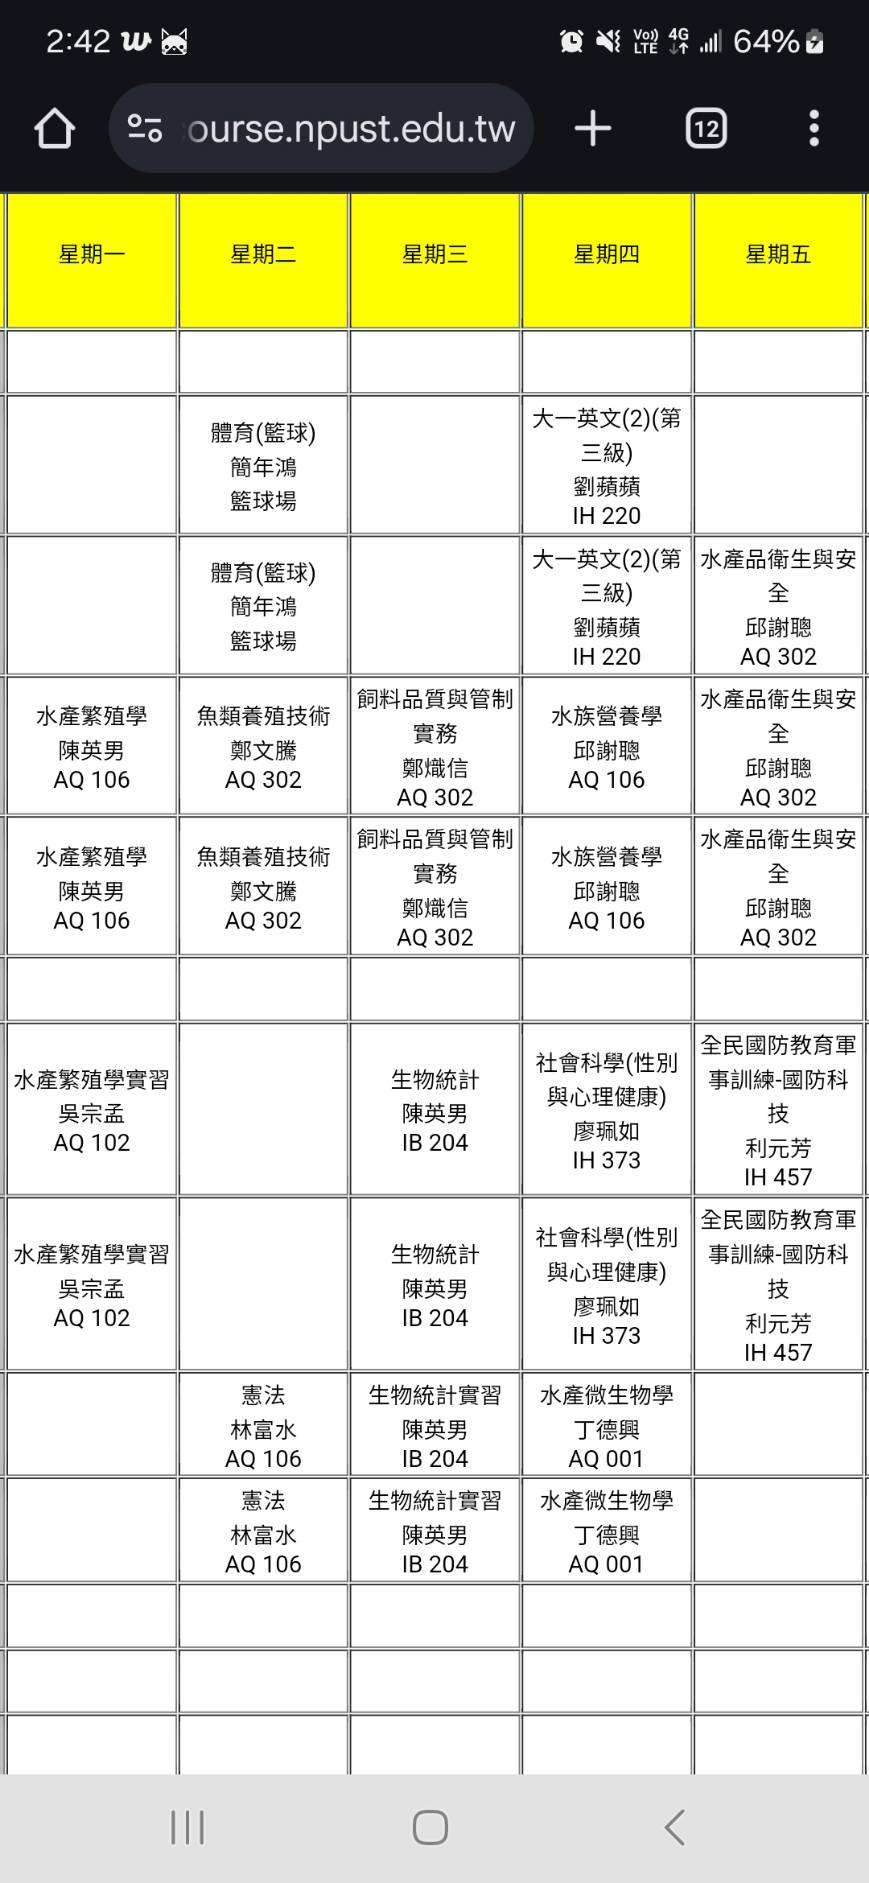 2:42
Vo)) LTE 4G 64%
ourse.npust.edu.tw
12
星期一 星期二 星期三 星期四 星期五
體育(籃球)
簡年鴻
籃球場
大一英文(2)(第
三級)
劉蘋蘋
IH 220
體育(籃球)
簡年鴻
籃球場
大一英文(2)(第
三級)
劉蘋蘋
IH 220
水產品衛生與安
全
邱謝聰
AQ 302
水產繁殖學
陳英男
AQ 106
魚類養殖技術
鄭文騰
AQ 302
飼料品質與管制
實務
鄭熾信
AQ 302
水族營養學
邱謝聰
AQ 106
水產品衛生與安
全
邱謝聰
AQ 302
水產繁殖學
陳英男
AQ 106
魚類養殖技術
鄭文騰
AQ 302
飼料品質與管制
實務
鄭熾信
AQ 302
水族營養學
邱謝聰
AQ 106
水產品衛生與安
全
邱謝聰
AQ 302
水產繁殖學實習
吳宗孟
AQ 102
生物統計
陳英男
IB 204
社會科學(性別
與心理健康)
廖珮如
IH 373
全民國防教育軍
事訓練-國防科
技
利元芳
IH 457
水產繁殖學實習
吳宗孟
AQ 102
生物統計
陳英男
IB 204
社會科學(性別
與心理健康)
廖珮如
IH 373
全民國防教育軍
事訓練-國防科
技
利元芳
IH 457
憲法
林富水
AQ 106
生物統計實習
陳英男
IB 204
水產微生物學
丁德興
AQ 001
憲法
林富水
AQ 106
生物統計實習
陳英男
IB 204
水產微生物學
丁德興
AQ 001